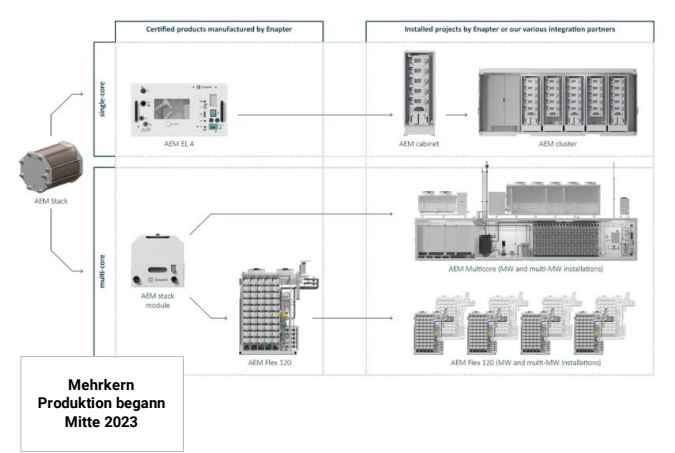 Certified products manufactured by Enapter
Installed projects by Enapter or our various integration partners
single-core
AEM EL 4
AEM cabinet
AEM cluster
AEM Stack
multi-core
Enapter
AEM stack
module
AEM Multicore (MW and multi-MW installations)
AEM Flex 120
AEM Flex 120 (MW and multi-MW installations)
Mehrkern
Produktion begann
Mitte 2023